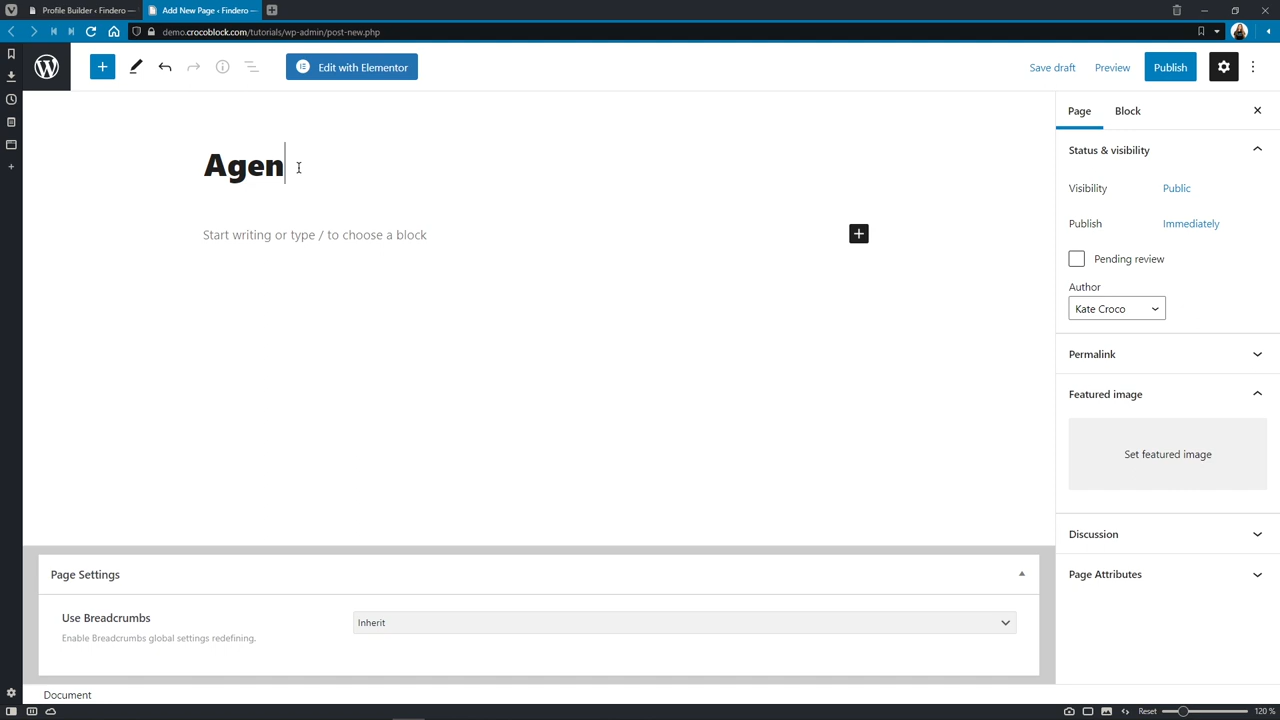 Profile Builder ‹ Findero —
Add New Page ‹ Findero —
demo.crocoblock.com/tutorials/wp-admin/post-new.php
Edit with Elementor
Save draft
Preview
Publish
Agen
Start writing or type / to choose a block
Page
Block
Status & visibility
Visibility
Public
Publish
Immediately
Pending review
Author
Kate Croco
Permalink
Featured image
Set featured image
Discussion
Page Attributes
Page Settings
Use Breadcrumbs
Inherit
Enable Breadcrumbs global settings redefining.
Document
Reset
120 %